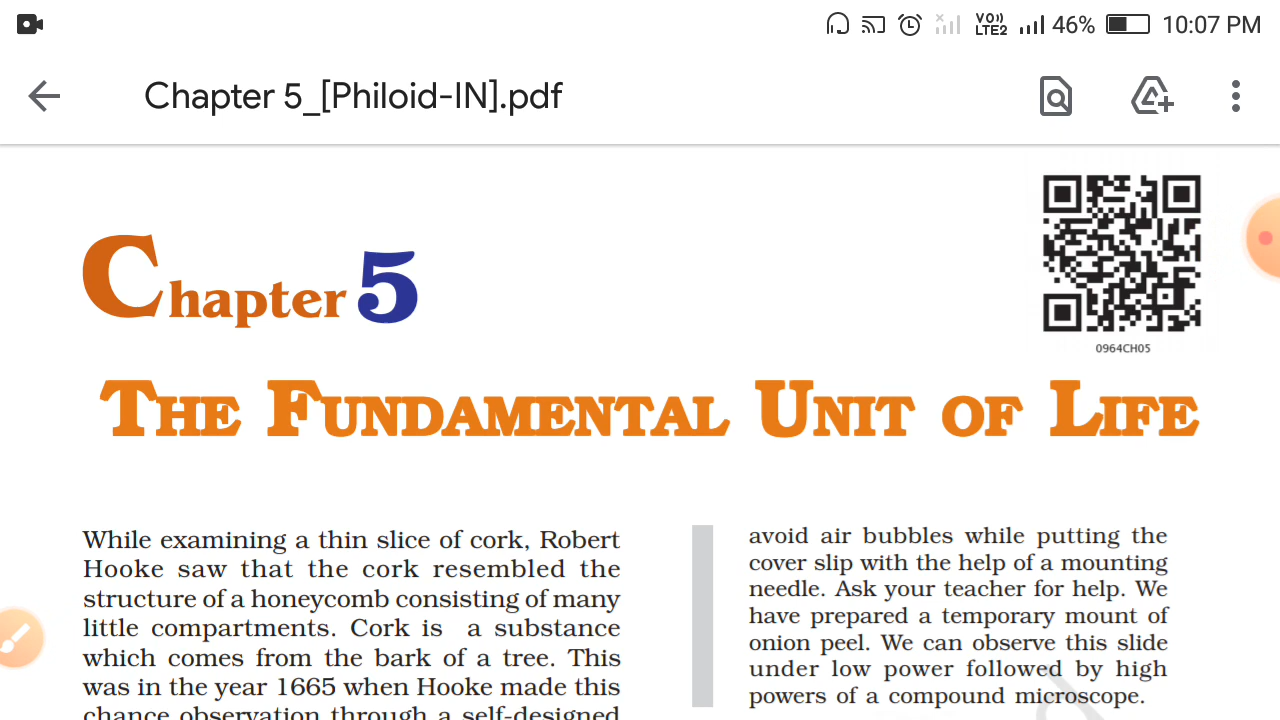 VO))
LTE2
46%
10:07 PM
Chapter 5_[Philoid-IN].pdf
0964CH05
Chapter 5
THE FUNDAMENTAL UNIT OF LIFE
While examining a thin slice of cork, Robert
Hooke saw that the cork resembled the
structure of a honeycomb consisting of many
little compartments. Cork is a substance
which comes from the bark of a tree. This
was in the year 1665 when Hooke made this
chance observation through a self-designed
avoid air bubbles while putting the
cover slip with the help of a mounting
needle. Ask your teacher for help. We
have prepared a temporary mount of
onion peel. We can observe this slide
under low power followed by high
powers of a compound microscope.